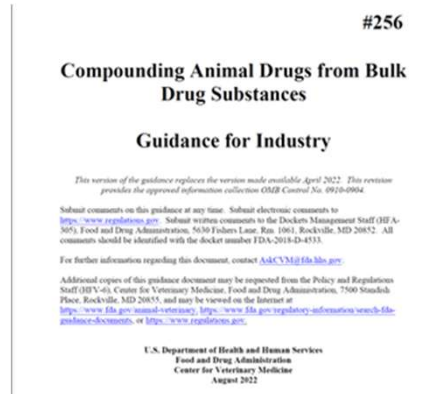 #256
Compounding Animal Drugs from Bulk
Drug Substances
Guidance for Industry
This version of the guidance replaces the version made available April 2022. This revision
provides the approved information collection OMB Control No. 0910-0904.
Submit comments on this guidance at any time. Submit electronic comments to
https://www.regulations.gov. Submit written comments to the Dockets Management Staff (HFA-
305), Food and Drug Administration, 5630 Fishers Lane, Rm. 1061, Rockville, MD 20852. All
comments should be identified with the docket number FDA-2018-D-4533.
For further information regarding this document, contact AskCVM@fda.hhs.gov.
Additional copies of this guidance document may be requested from the Policy and Regulations
Staff (HFV-6), Center for Veterinary Medicine, Food and Drug Administration, 7500 Standish
Place, Rockville, MD 20855, and may be viewed on the Internet at
https://www.fda.gov/animal-veterinary, https://www.fda.gov/regulatory-information/search-fda-
guidance-documents, or https://www.regulations.gov.
U.S. Department of Health and Human Services
Food and Drug Administration
Center for Veterinary Medicine
August 2022